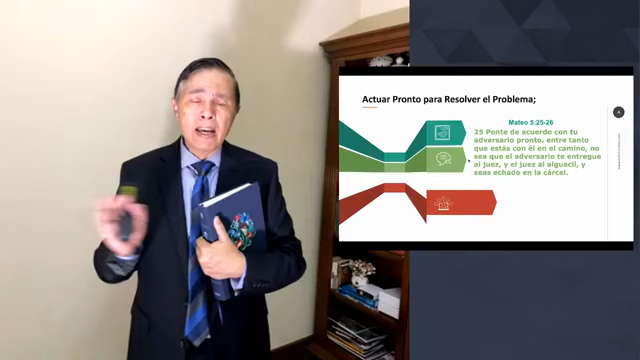 Actuar Pronto para Resolver el Problema;
4
Mateo 5:25-26
25 Ponte de acuerdo con tu
adversario pronto, entre tanto
que estás con él en el camino, no
sea que el adversario te entregue
al juez, y el juez al alguacil, y
seas echado en la cárcel.